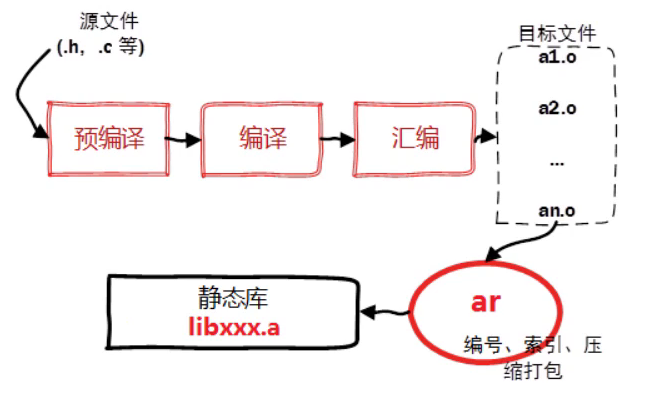 源文件
(.h，.c 等)
目标文件
a1.o
a2.o
...
an.o
预编译
编译
汇编
ar
编号、索引、压
缩打包
静态库
libxxx.a